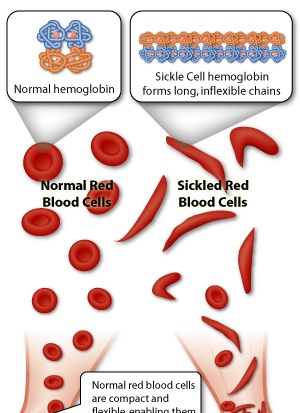 Normal hemoglobin
Sickle Cell hemoglobin
forms long, inflexible chains
Normal Red
Blood Cells
Sickled Red
Blood Cells
Normal red blood cells
are compact and
flexible, enabling them